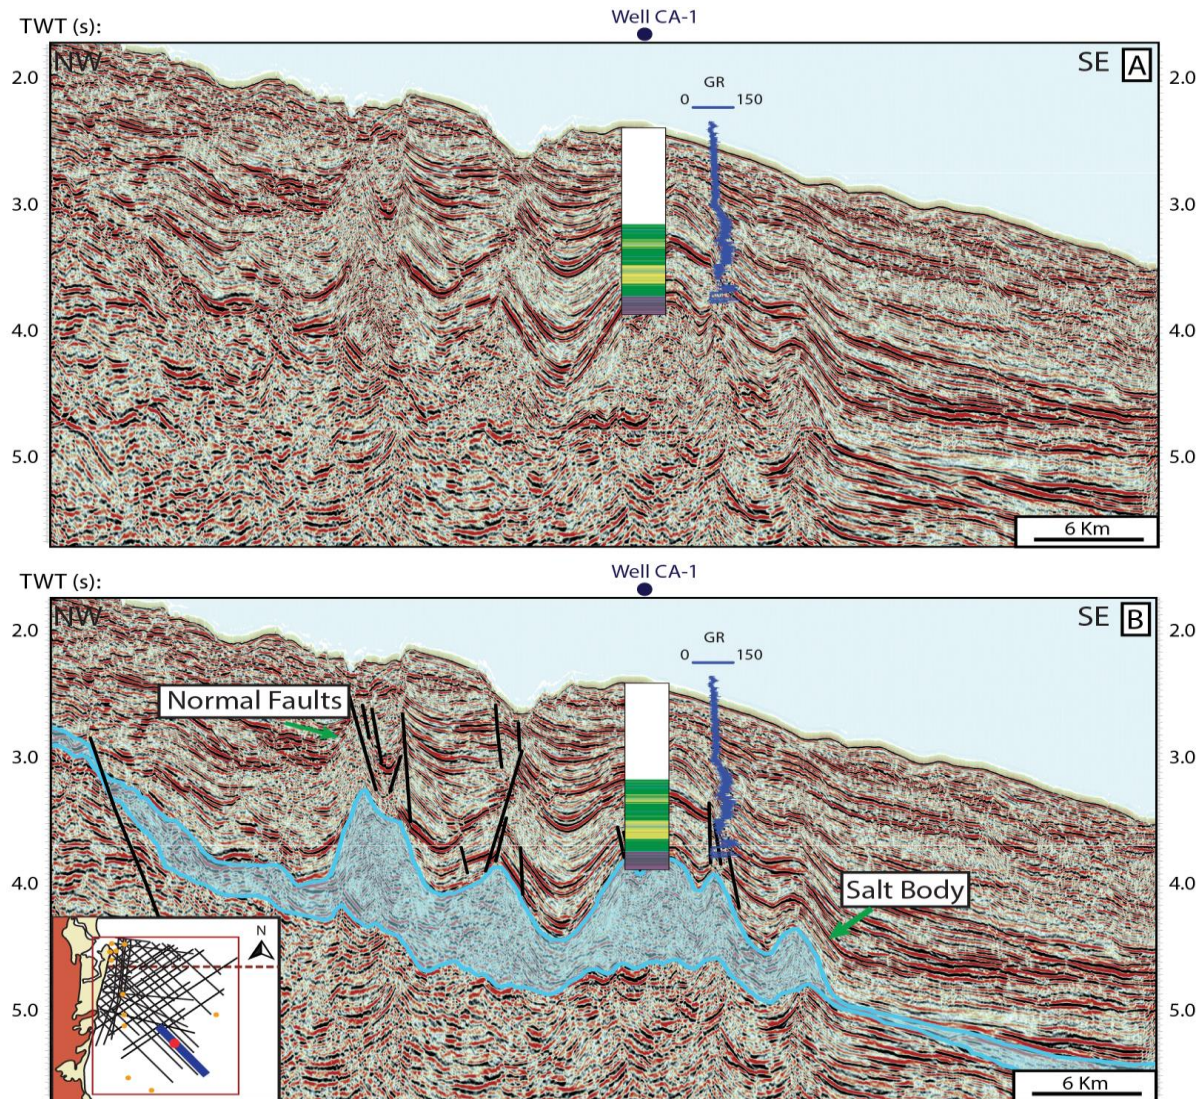 TWT (s):
Well CA-1
NW
SE
A
GR
0 150
2.0
2.0
3.0
3.0
4.0
4.0
5.0
5.0
6 Km
TWT (s):
Well CA-1
NW
SE
B
GR
0 150
2.0
2.0
Normal Faults
3.0
3.0
4.0
4.0
Salt Body
N
5.0
5.0
6 Km